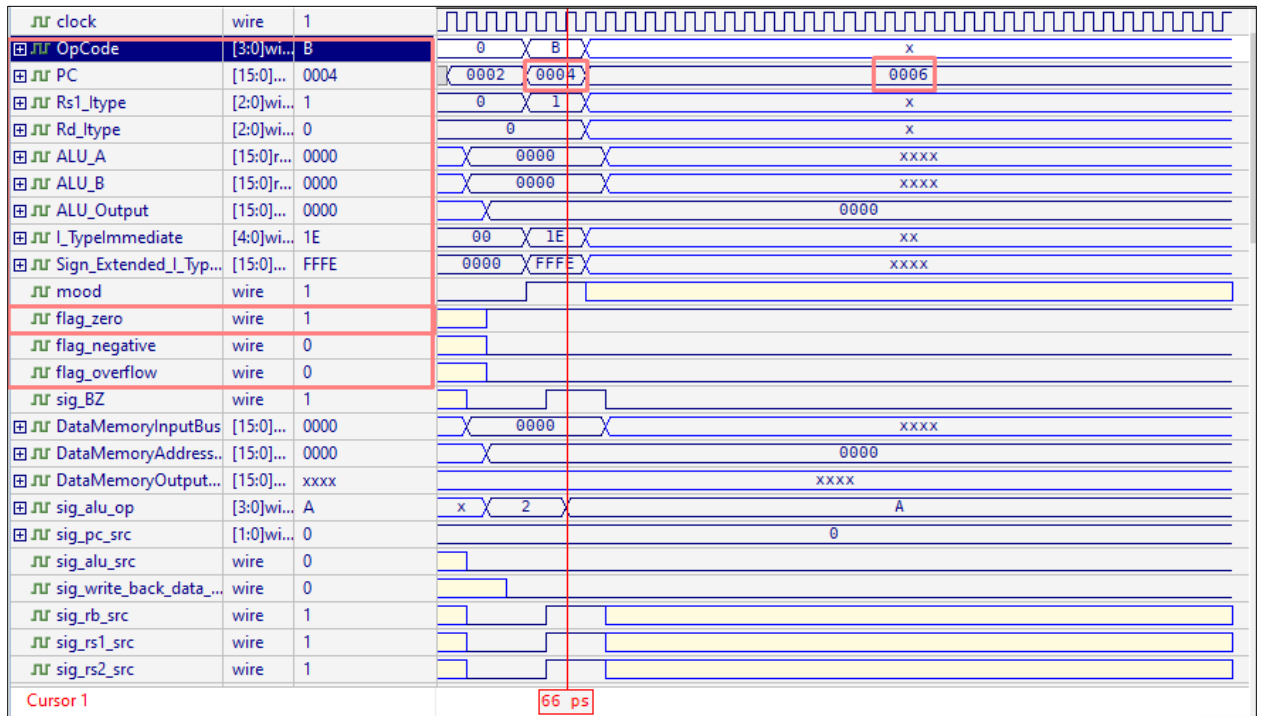 clock wire 1
OpCode [3:0]wi... B 0 B x
PC [15:0]... 0004 0002 0004 0006
Rs1_Itype [2:0]wi... 1 0 1 x
Rd_Itype [2:0]wi... 0 0 x
ALU_A [15:0]r... 0000 0000 xxxx
ALU_B [15:0]r... 0000 0000 xxxx
ALU_Output [15:0]... 0000 0000
I_TypeImmediate [4:0]wi... 1E 00 1E xx
Sign_Extended_I_Typ... [15:0]... FFFE 0000 FFFE xxxx
mood wire 1
flag_zero wire 1
flag_negative wire 0
flag_overflow wire 0
sig_BZ wire 1
DataMemoryInputBus [15:0]... 0000 0000 xxxx
DataMemoryAddress.. [15:0]... 0000 0000
DataMemoryOutput... [15:0]... xxxx xxxx
sig_alu_op [3:0]wi... A x 2 A
sig_pc_src [1:0]wi... 0 0
sig_alu_src wire 0
sig_write_back_data_... wire 0
sig_rb_src wire 1
sig_rs1_src wire 1
sig_rs2_src wire 1
Cursor 1 66 ps